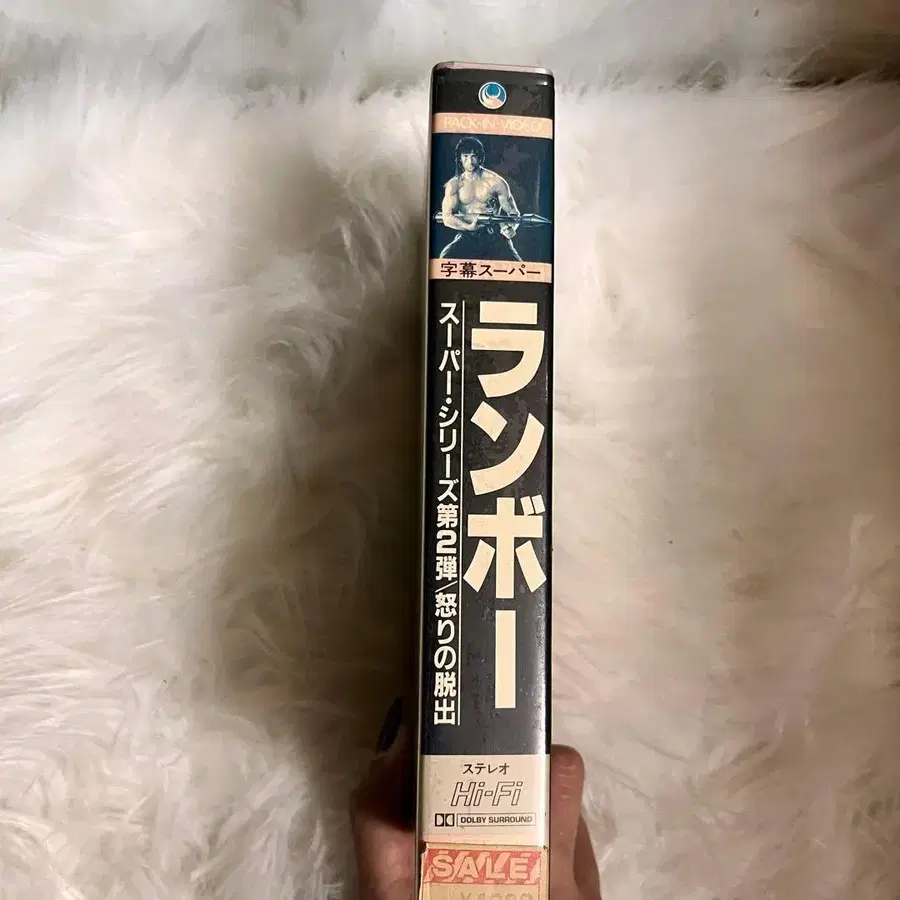 PACK-IN-VIDEO
字幕スーパー
ランボー
スーパー・シリーズ第2弾/怒りの脱出
ステレオ
Hi-Fi
DOLBY SURROUND
SALE